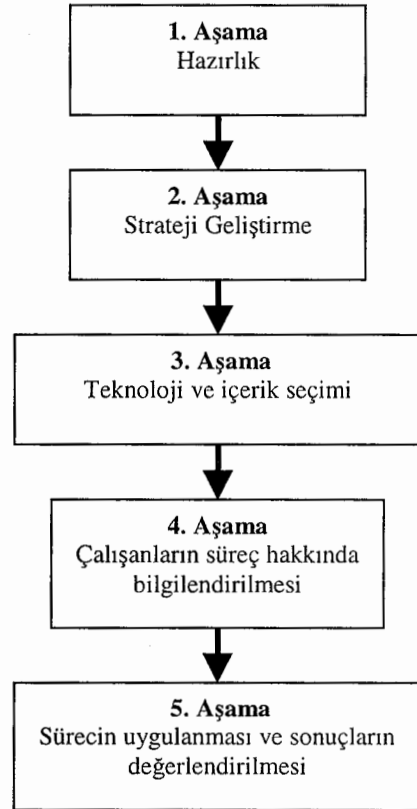 1. Aşama
Hazırlık
2. Aşama
Strateji Geliştirme
3. Aşama
Teknoloji ve içerik seçimi
4. Aşama
Çalışanların süreç hakkında
bilgilendirilmesi
5. Aşama
Sürecin uygulanması ve sonuçların
değerlendirilmesi